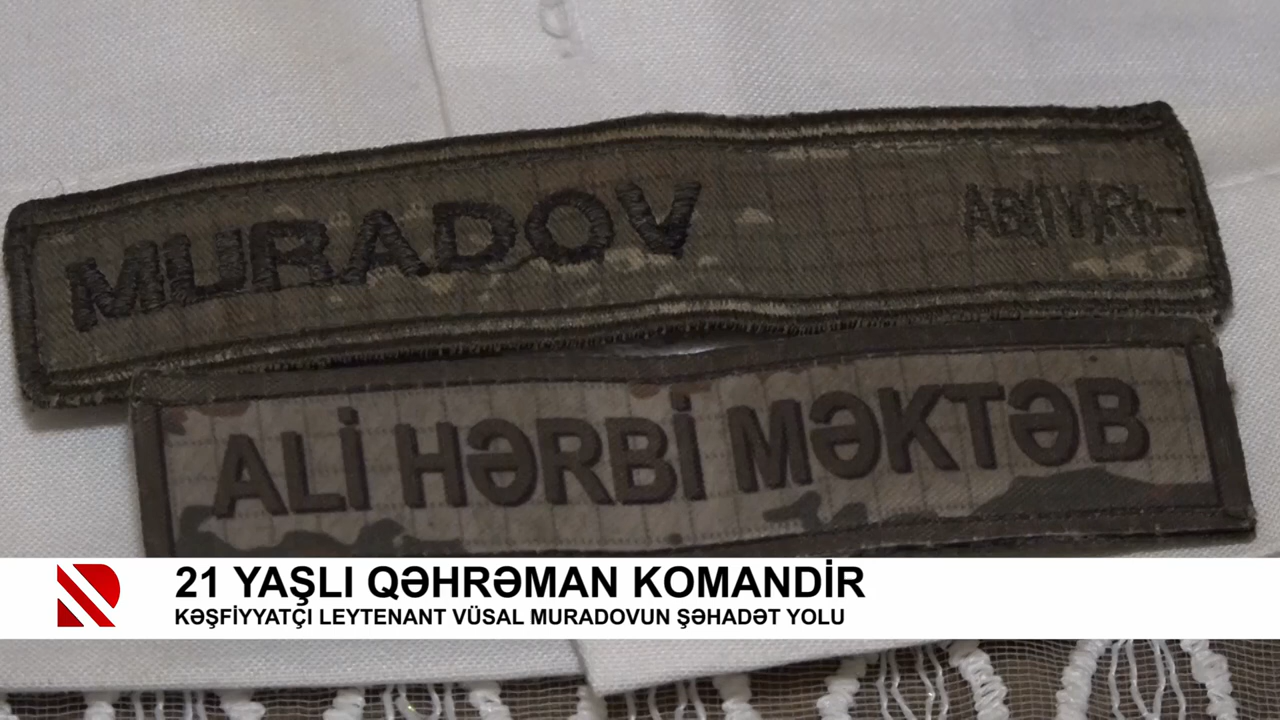 MURADOV
ALİ HƏRBİ MƏKTƏB
21 YAŞLI QƏHRƏMAN KOMANDİR
KƏŞFİYYATÇI LEYTENANT VÜSAL MURADOVUN ŞƏHADƏT YOLU